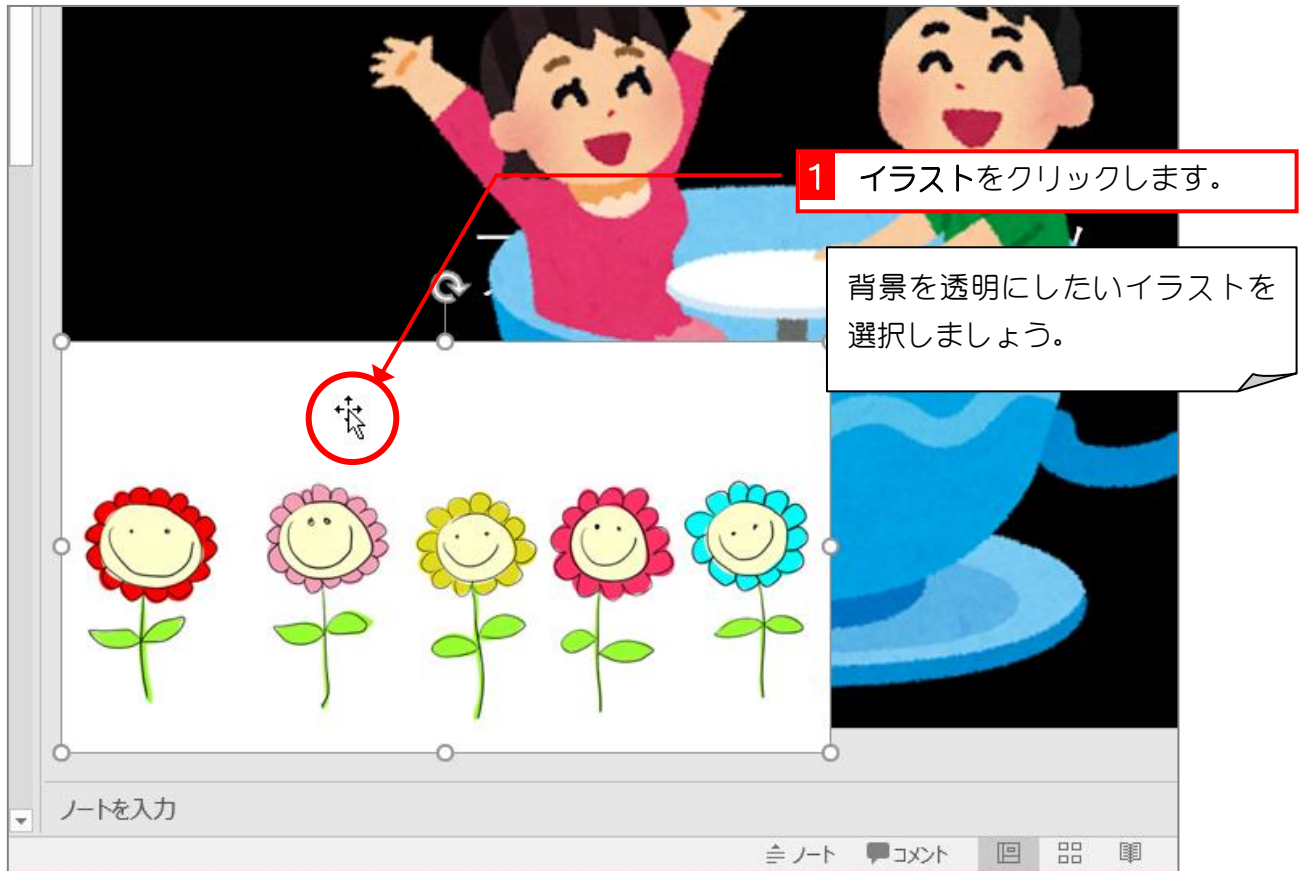 1 イラストをクリックします。
背景を透明にしたいイラストを
選択しましょう。
ノートを入力
ノート コメント